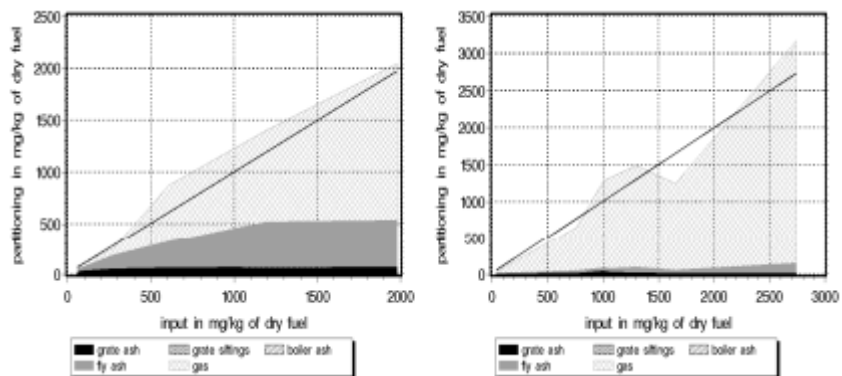 2500
2000
1500
1000
500
0
0 500 1000 1500 2000
partitioning in mg/kg of dry fuel
input in mg/kg of dry fuel
grate ash grate siftings boiler ash
fly ash gas
3500
3000
2500
2000
1500
1000
500
0
0 500 1000 1500 2000 2500 3000
partitioning in mg/kg of dry fuel
input in mg/kg of dry fuel
grate ash grate siftings boiler ash
fly ash gas